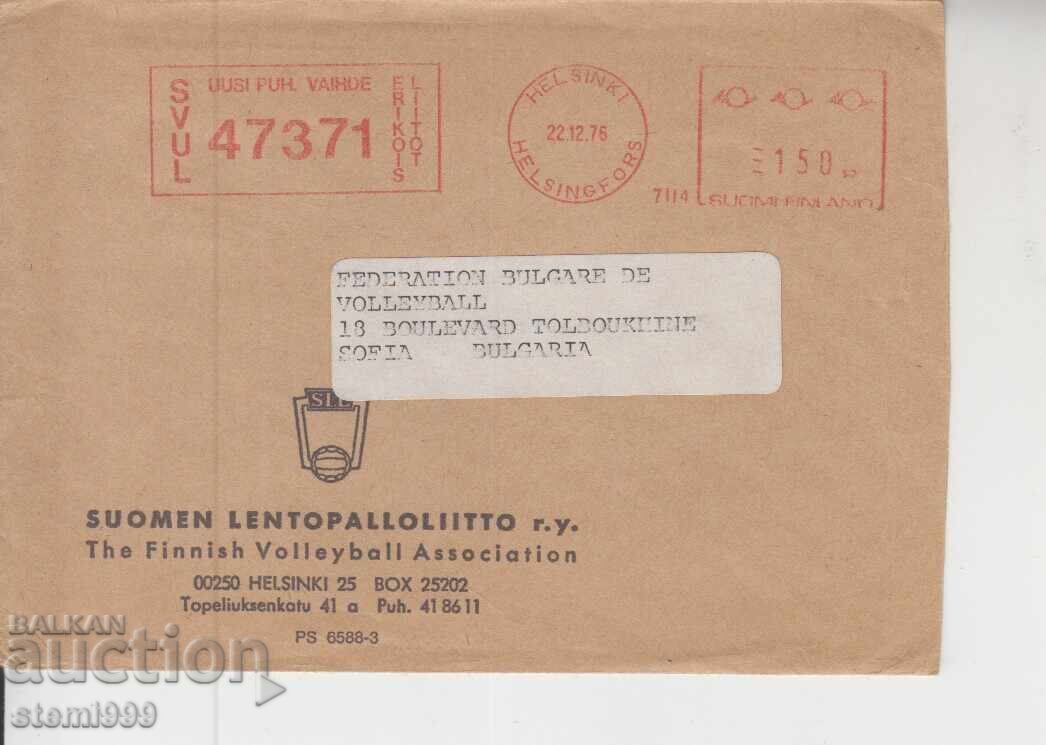 SVUL
UUSI PUH. VAIHDE
47371
ERIKOIS
LIITOT
HELSINKI
22.12.76
HELSINGFORS
7114
150
SUOMI FINLAND
FEDERATION BULGARE DE
VOLLEYBALL
18 BOULEVARD TOLBOUKHINE
SOFIA BULGARIA
SUOMEN LENTOPALLOLIITTO r.y.
The Finnish Volleyball Association
00250 HELSINKI 25 BOX 25202
Topeliuksenkatu 41 a Puh. 418611
PS 6588-3
BALKAN
auction
stemi999